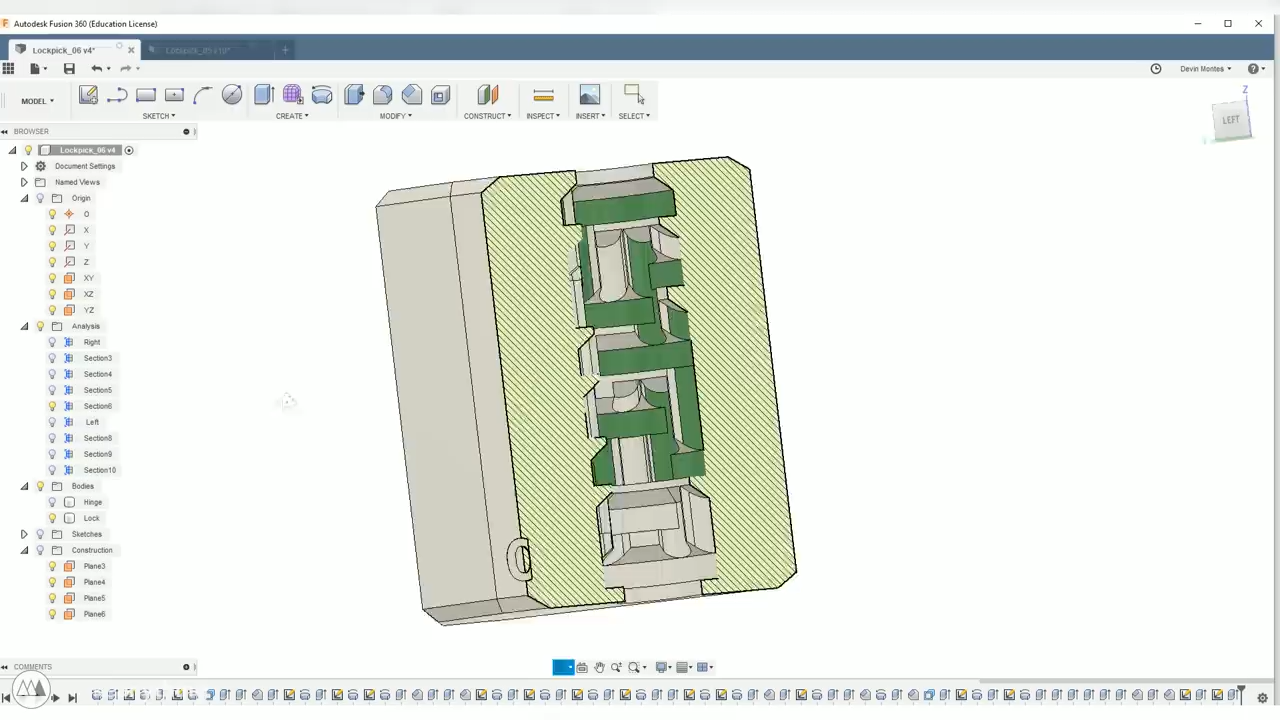 Autodesk Fusion 360 (Education License)
Lockpick_06 v4*
Devin Montes
MODEL
SKETCH
CREATE
MODIFY
CONSTRUCT
INSPECT
INSERT
SELECT
Z
LEFT
BROWSER
Lockpick_06 v4
Document Settings
Named Views
Origin
O
X
Y
Z
XY
XZ
YZ
Analysis
Right
Section3
Section4
Section5
Section6
Left
Section8
Section9
Section10
Bodies
Hinge
Lock
Sketches
Construction
Plane3
Plane4
Plane5
Plane6
COMMENTS